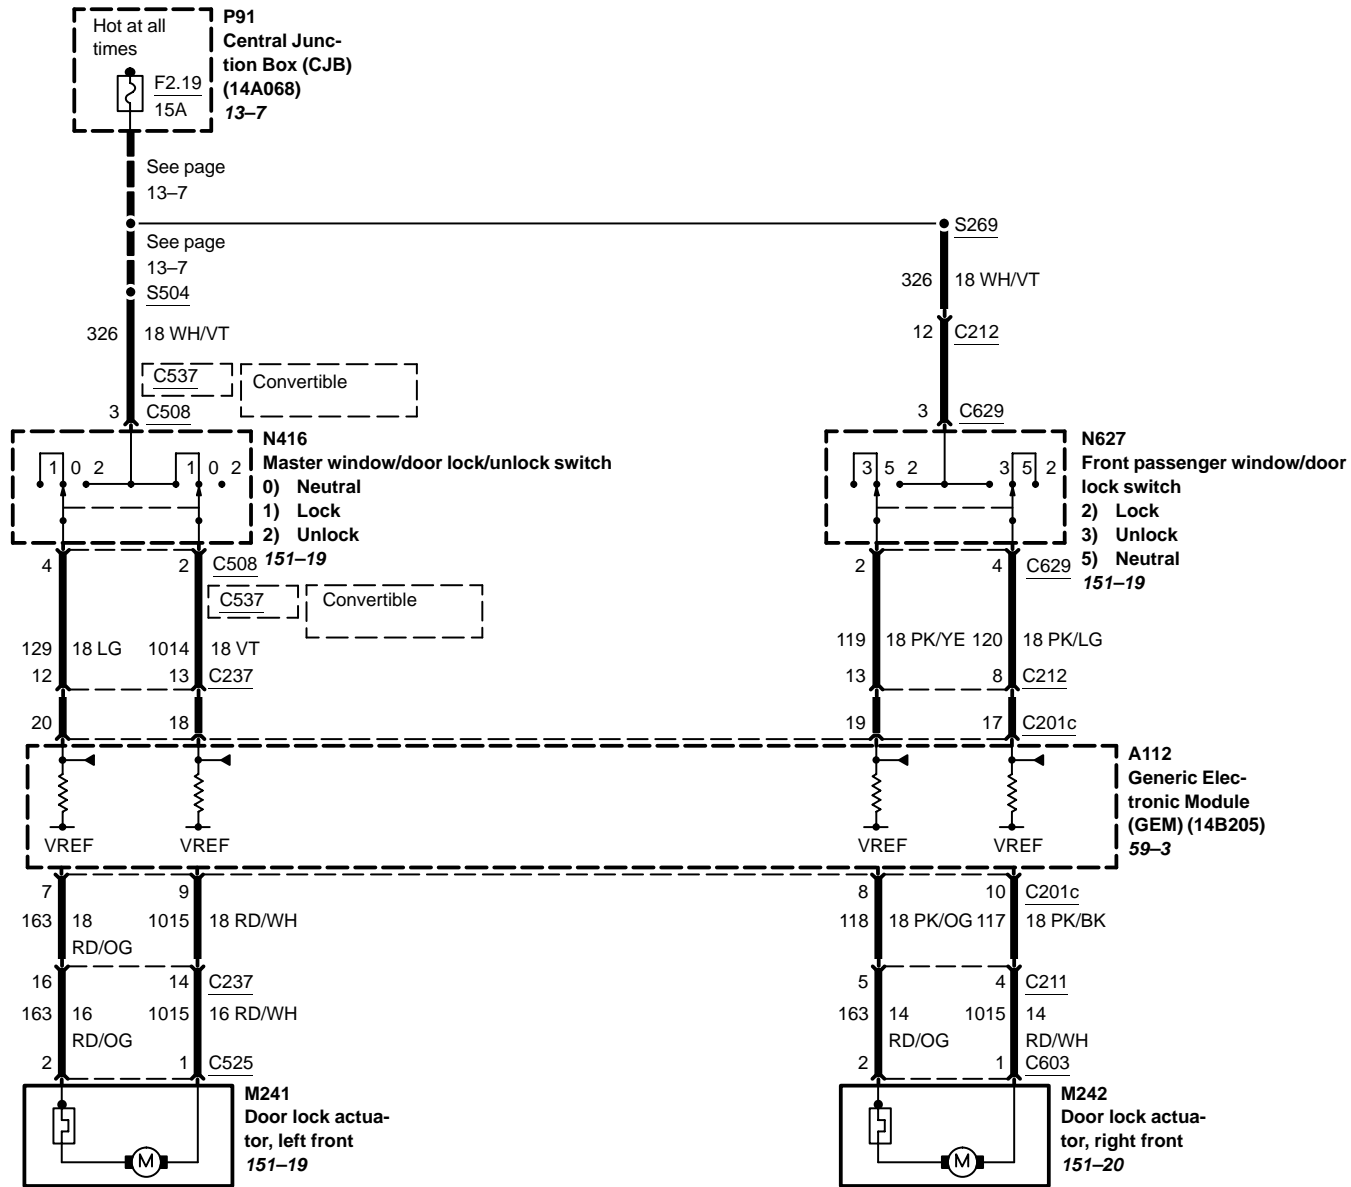 Hot at all
times
F2.19
15A
P91
Central Junc-
tion Box (CJB)
(14A068)
13–7
See page
13–7
See page
13–7
S504
S269
326 18 WH/VT
326 18 WH/VT
12 C212
C537 Convertible
3 C508
3 C629
1 0 2 1 0 2
N416
Master window/door lock/unlock switch
0) Neutral
1) Lock
2) Unlock
151–19
3 5 2 3 5 2
N627
Front passenger window/door
lock switch
2) Lock
3) Unlock
5) Neutral
151–19
4 2 C508
C537 Convertible
2 4 C629
129 18 LG 1014 18 VT
119 18 PK/YE 120 18 PK/LG
12 13 C237
13 8 C212
20 18
19 17 C201c
VREF VREF VREF VREF
A112
Generic Elec-
tronic Module
(GEM) (14B205)
59–3
7 9
8 10 C201c
163 18
RD/OG
1015 18 RD/WH
118 18 PK/OG 117 18 PK/BK
16 14 C237
5 4 C211
163 16
RD/OG
1015 16 RD/WH
163 14
RD/OG
1015 14
RD/WH
2 1 C525
2 1 C603
M
M241
Door lock actua-
tor, left front
151–19
M
M242
Door lock actua-
tor, right front
151–20